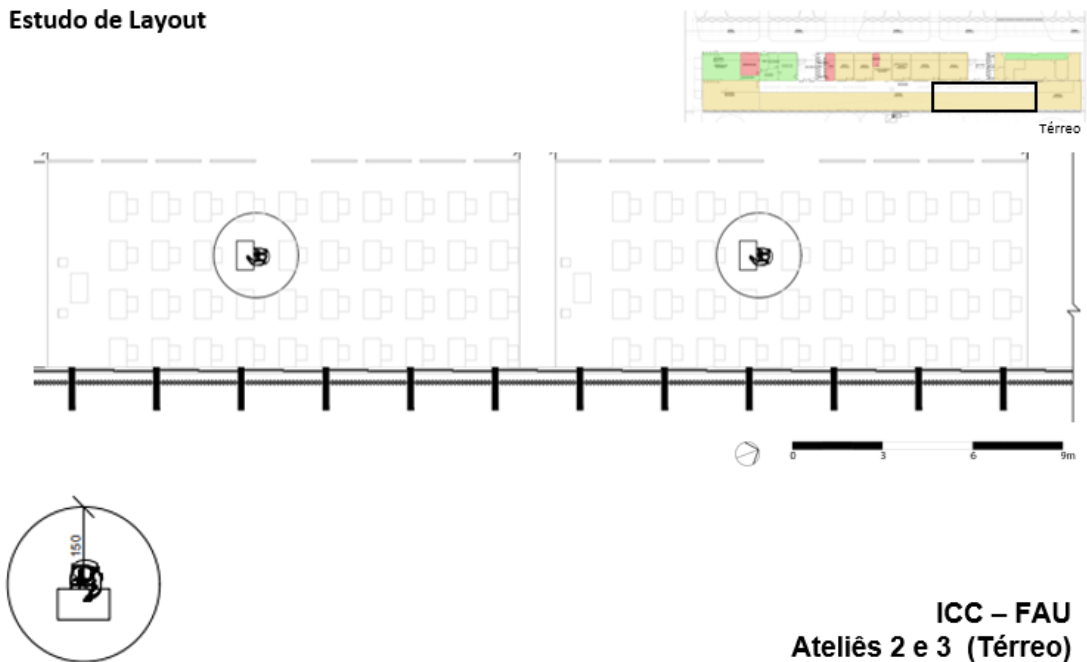 Estudo de Layout
Térreo
0 3 6 9m
150
ICC – FAU
Ateliês 2 e 3 (Térreo)